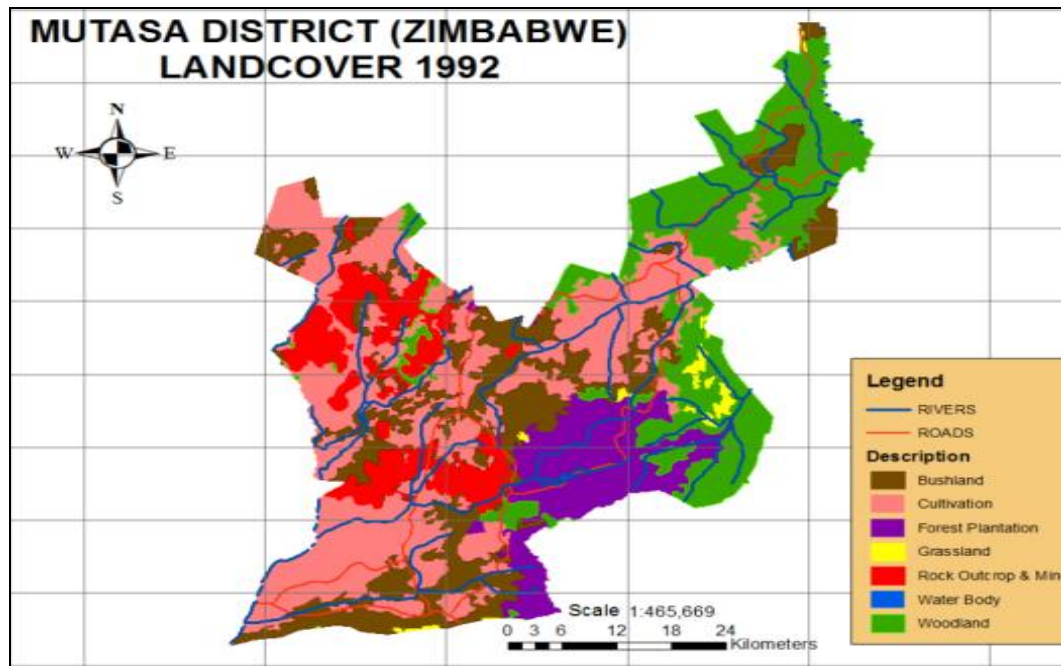 MUTASA DISTRICT (ZIMBABWE)
LANDCOVER 1992
N
W E
S
Legend
RIVERS
ROADS
Description
Bushland
Cultivation
Forest Plantation
Grassland
Rock Outcrop & Min
Water Body
Woodland
Scale 1:465,669
0 3 6 12 18 24
Kilometers